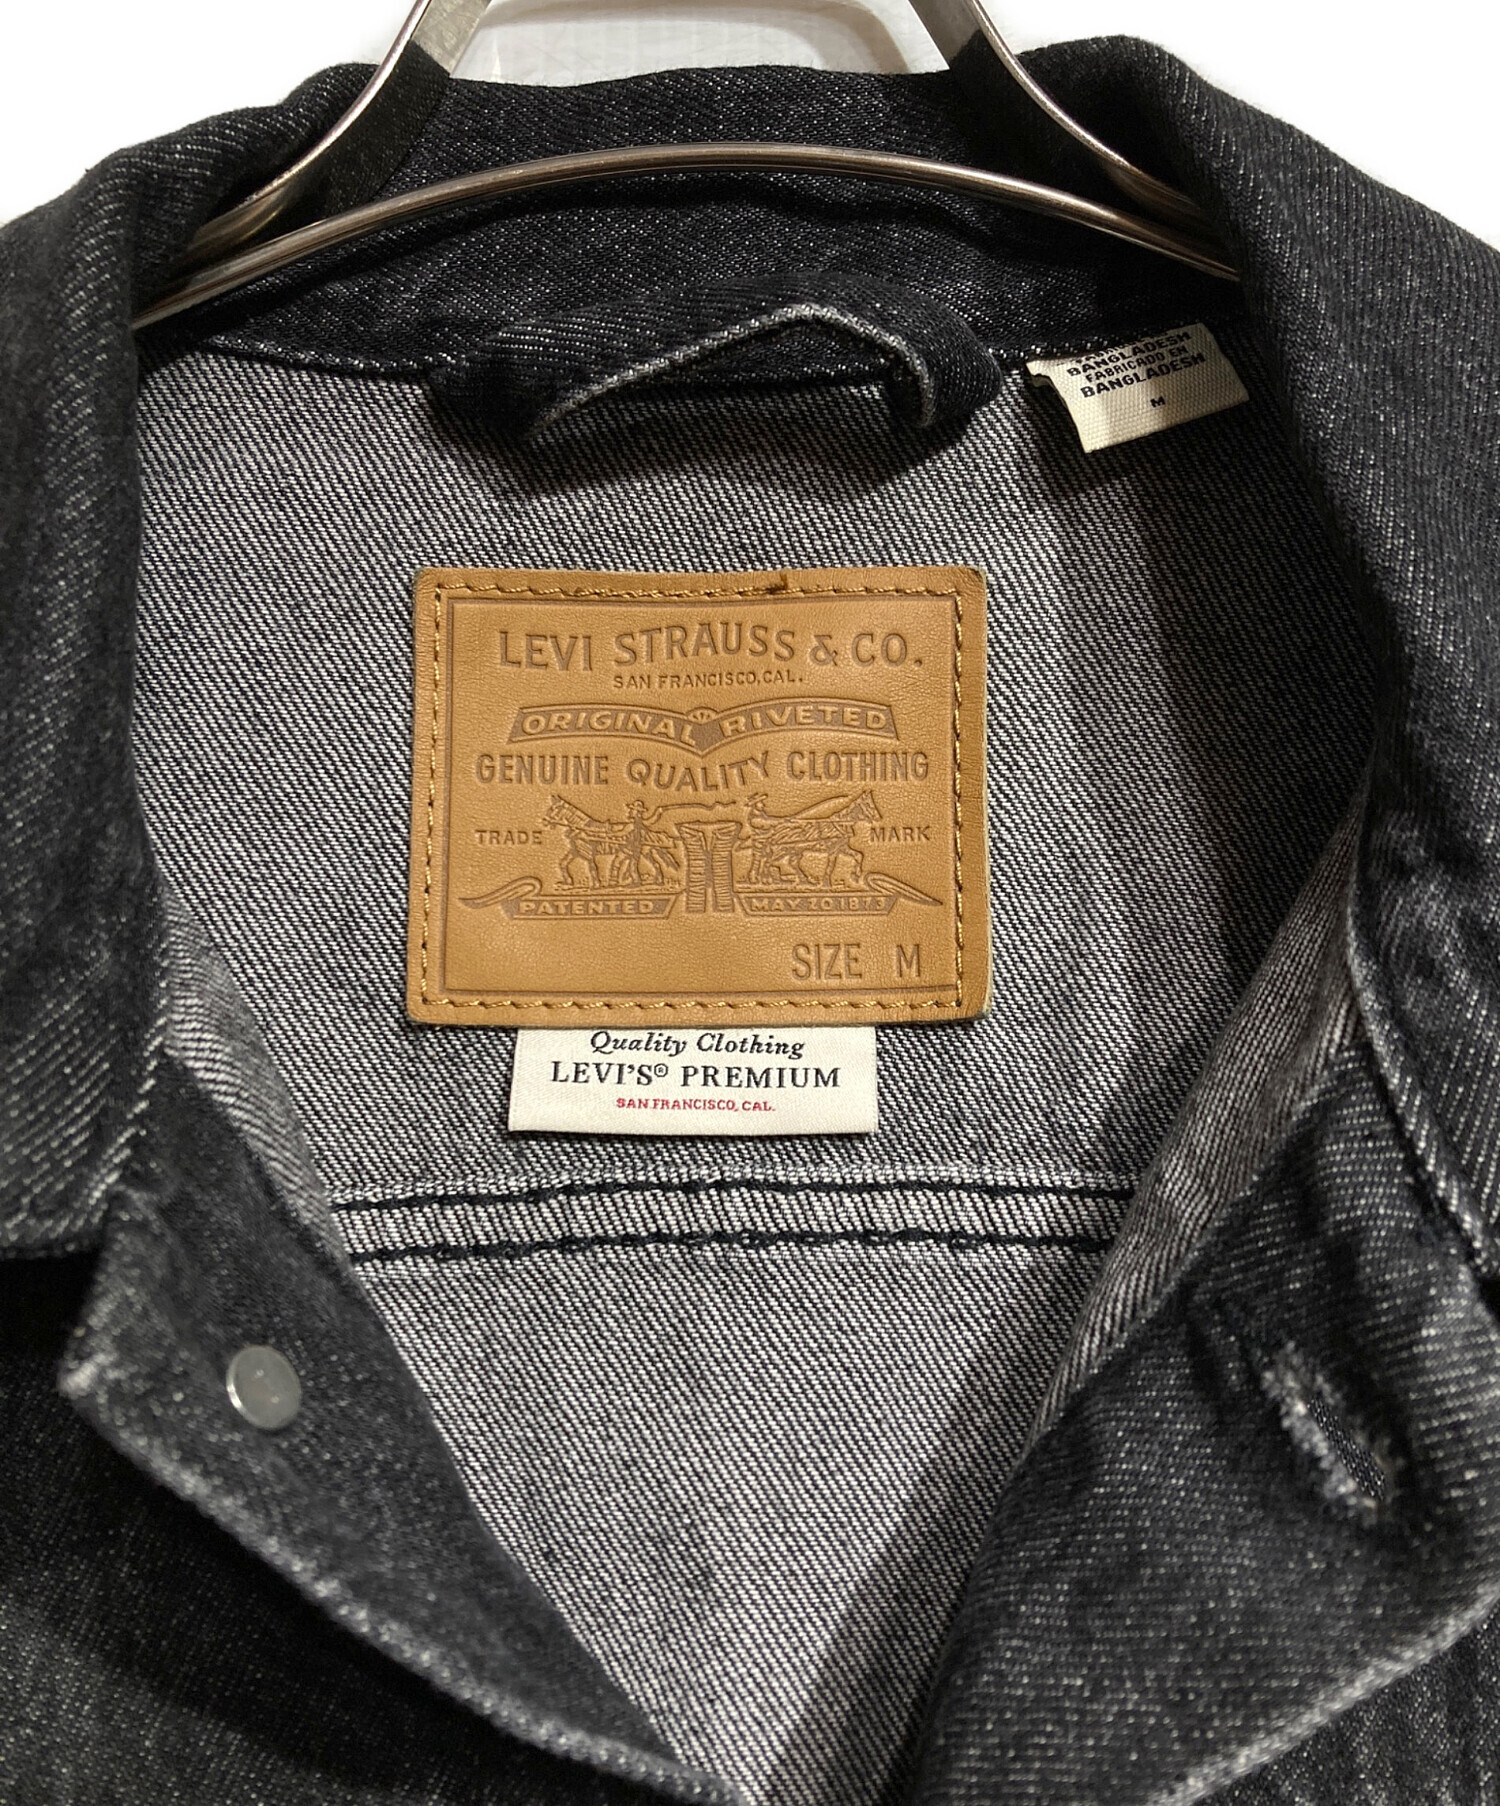 BANGLADESH
FABRICADO EN
BANGLADESH
M
LEVI STRAUSS & CO.
SAN FRANCISCO, CAL.
ORIGINAL RIVETED
GENUINE QUALITY CLOTHING
TRADE MARK
PATENTED MAY 20 1873
SIZE M
Quality Clothing
LEVI'S® PREMIUM
SAN FRANCISCO, CAL.